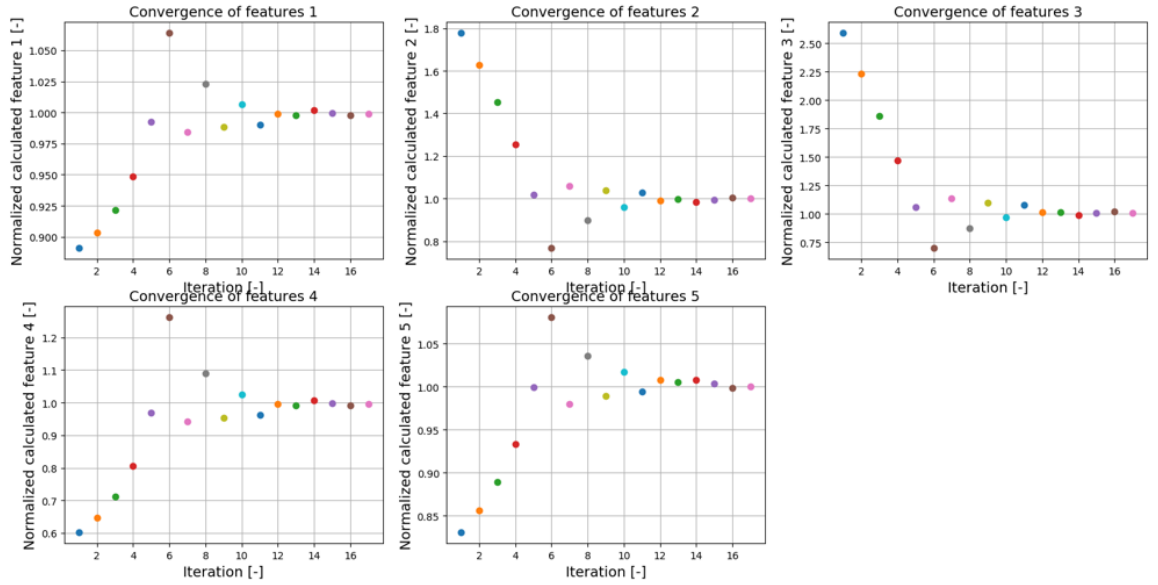 Convergence of features 1
Normalized calculated feature 1 [-]
1.050
1.025
1.000
0.975
0.950
0.925
0.900
2 4 6 8 10 12 14 16
Iteration [-]
Convergence of features 2
Normalized calculated feature 2 [-]
1.8
1.6
1.4
1.2
1.0
0.8
2 4 6 8 10 12 14 16
Iteration [-]
Convergence of features 3
Normalized calculated feature 3 [-]
2.50
2.25
2.00
1.75
1.50
1.25
1.00
0.75
2 4 6 8 10 12 14 16
Iteration [-]
Convergence of features 4
Normalized calculated feature 4 [-]
1.2
1.1
1.0
0.9
0.8
0.7
0.6
2 4 6 8 10 12 14 16
Iteration [-]
Convergence of features 5
Normalized calculated feature 5 [-]
1.05
1.00
0.95
0.90
0.85
2 4 6 8 10 12 14 16
Iteration [-]